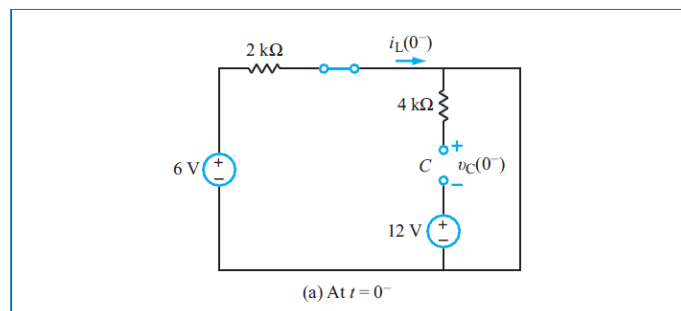 2 kΩ
i_L(0⁻)
4 kΩ
+
6 V
+
−
C
v_C(0⁻)
−
12 V
+
−
(a) At t = 0⁻